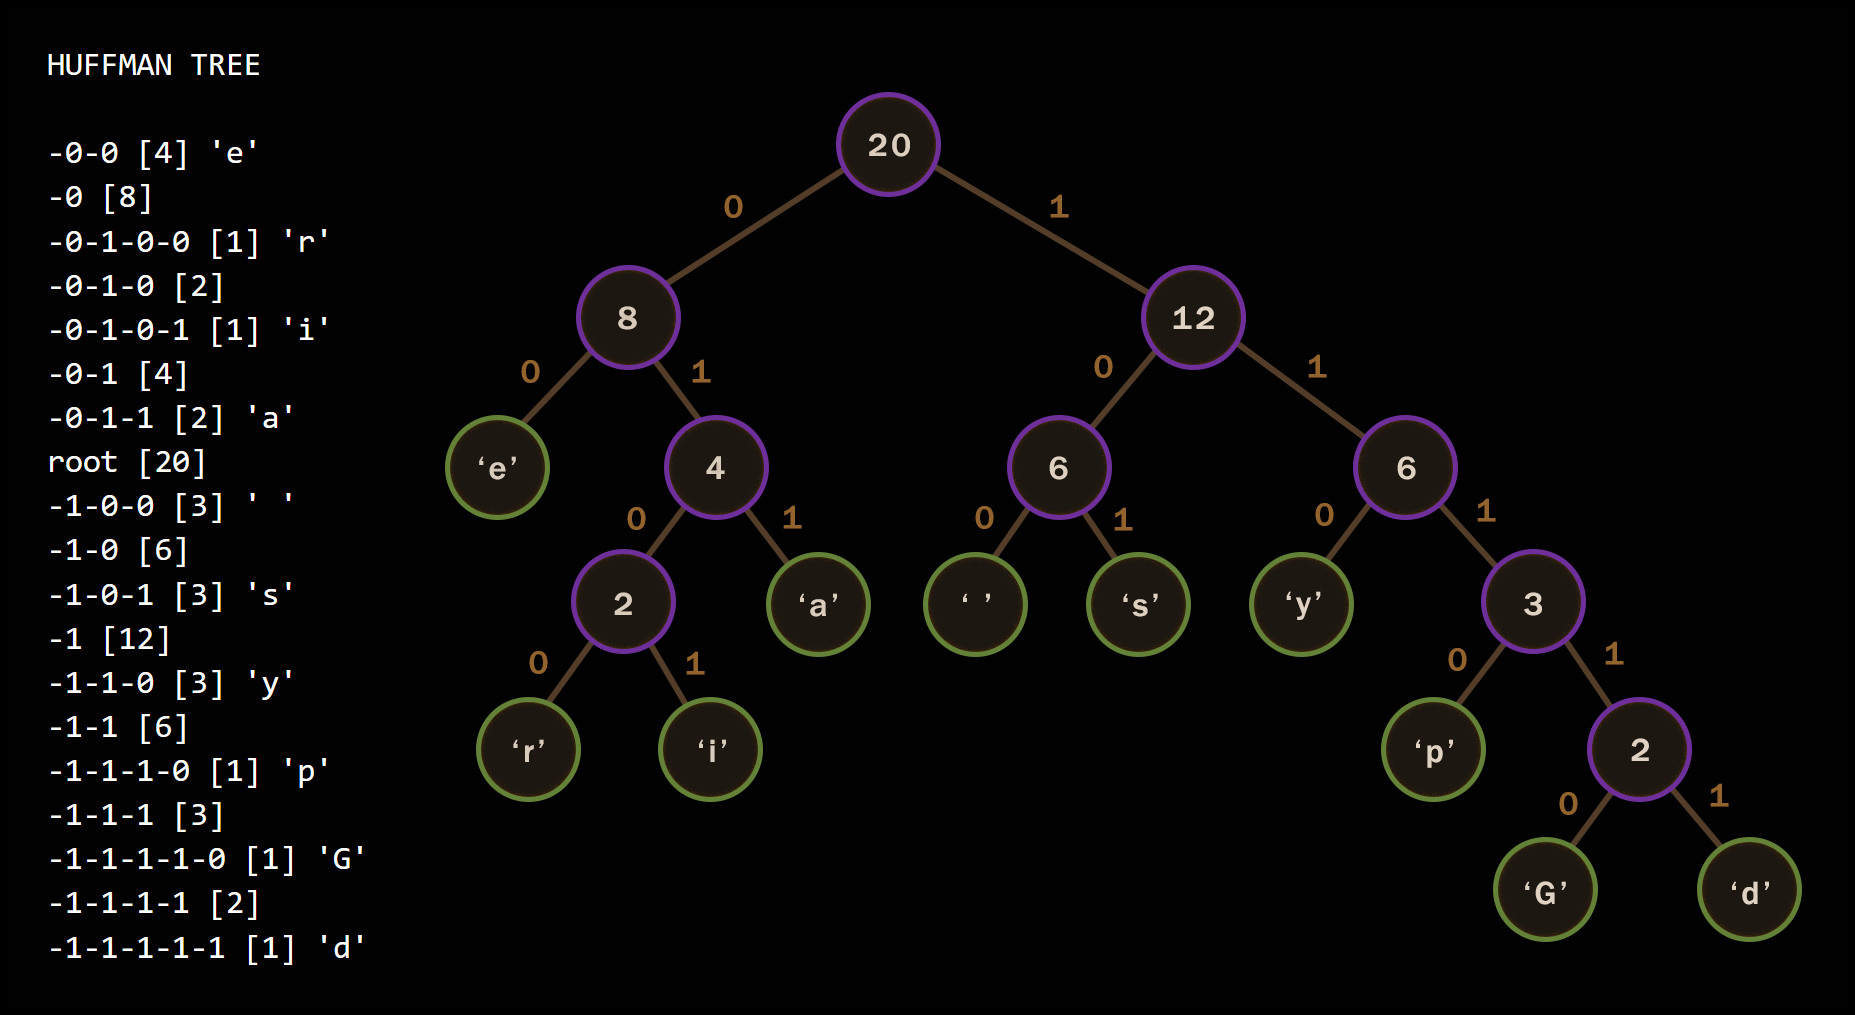 HUFFMAN TREE
-0-0 [4] 'e'
-0 [8]
-0-1-0-0 [1] 'r'
-0-1-0 [2]
-0-1-0-1 [1] 'i'
-0-1 [4]
-0-1-1 [2] 'a'
root [20]
-1-0-0 [3] ' '
-1-0 [6]
-1-0-1 [3] 's'
-1 [12]
-1-1-0 [3] 'y'
-1-1 [6]
-1-1-1-0 [1] 'p'
-1-1-1 [3]
-1-1-1-1-0 [1] 'G'
-1-1-1-1 [2]
-1-1-1-1-1 [1] 'd'
20
0 1
8 12
0 1 0 1
‘e’ 4 6 6
0 1 0 1 0 1
2 ‘a’ ‘ ’ ‘s’ ‘y’ 3
0 1 0 1
‘r’ ‘i’ ‘p’ 2
0 1
‘G’ ‘d’